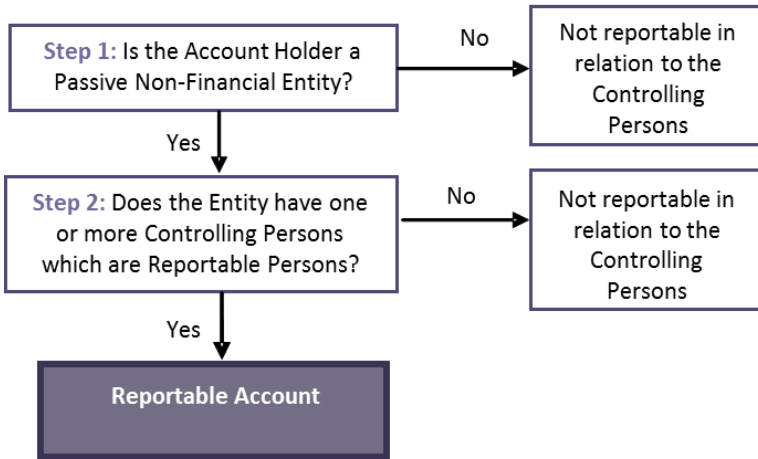 Step 1: Is the Account Holder a
Passive Non-Financial Entity?
No
Not reportable in
relation to the
Controlling
Persons
Yes
Step 2: Does the Entity have one
or more Controlling Persons
which are Reportable Persons?
No
Not reportable in
relation to the
Controlling
Persons
Yes
Reportable Account